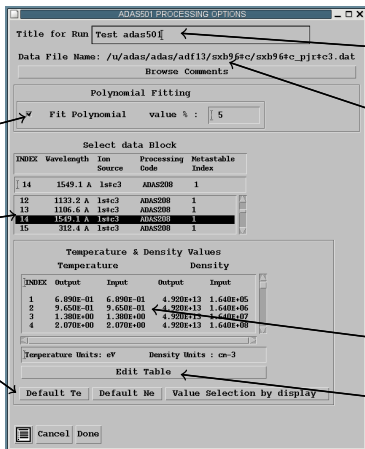 ADAS501 PROCESSING OPTIONS
Title for Run Test adas501
Data File Name: /u/adas/adas/adf13/sxb96#c/sxb96#c_pjr#c3.dat
Browse Comments
Polynomial Fitting
Fit Polynomial value % : 5
Select data Block
INDEX Wavelength Ion Source Processing Code Metastable Index
14 1549.1 A ls#c3 ADAS208 1
12 1133.2 A ls#c3 ADAS208 1
13 1106.6 A ls#c3 ADAS208 1
14 1549.1 A ls#c3 ADAS208 1
15 312.4 A ls#c3 ADAS208 1
Temperature & Density Values
Temperature Density
INDEX Output Input Output Input
1 6.890E-01 6.890E-01 4.920E+13 1.640E+05
2 9.650E-01 9.650E-01 4.920E+13 1.640E+06
3 1.380E+00 1.380E+00 4.920E+13 1.640E+07
4 2.070E+00 2.070E+00 4.920E+13 1.640E+08
Temperature Units: eV Density Units : cm-3
Edit Table
Default Te Default Ne Value Selection by display
Cancel Done